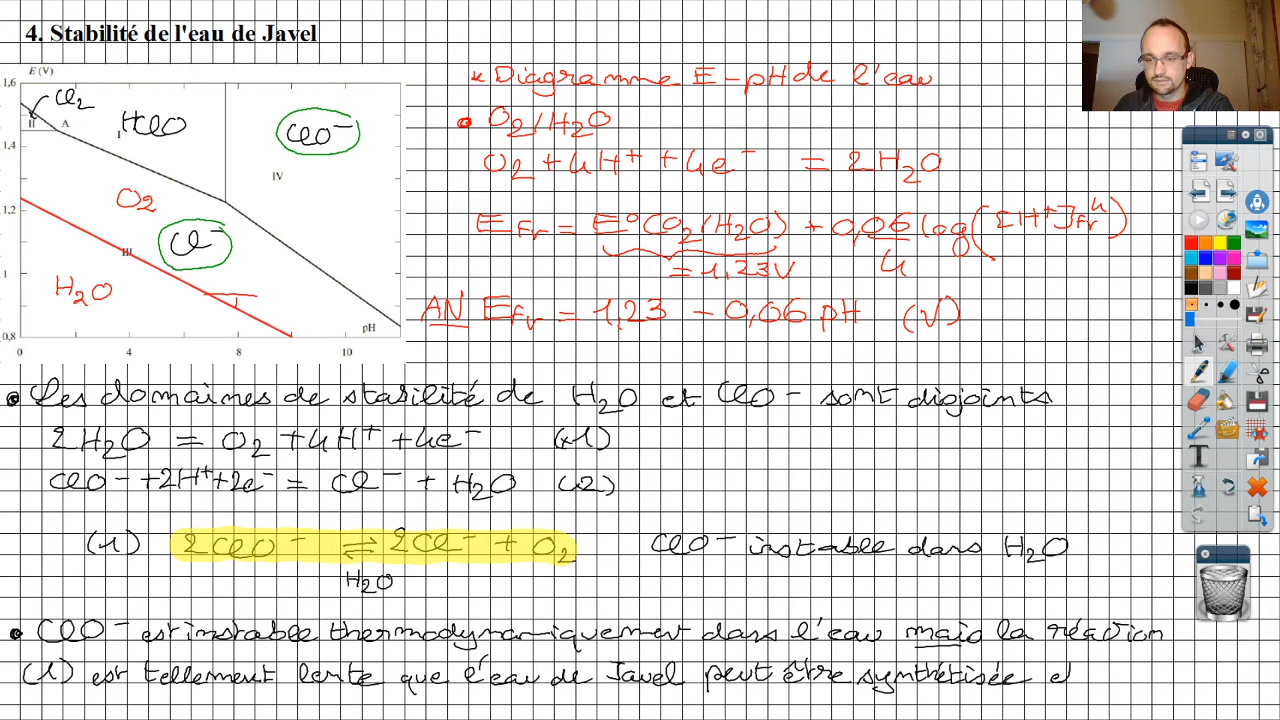 4. Stabilité de l'eau de Javel
E (V)
1,6
1,4
1,2
1,1
0,8
0 4 6 8 10
pH
Cl2
II A
I HClO
ClO-
IV
O2
Cl-
III
H2O
* Diagramme E-pH de l'eau
• O2/H2O
O2 + 4H+ + 4e- = 2H2O
EFr = E°(O2/H2O) + 0,06/4 log([H+]Fr^4)
= 1,23V
AN EFr = 1,23 - 0,06 pH (V)
• Les domaines de stabilité de H2O et ClO- sont disjoints
2H2O = O2 + 4H+ + 4e- (x1)
ClO- + 2H+ + 2e- = Cl- + H2O (x2)
(1) 2ClO- ⇌ 2Cl- + O2 ClO- instable dans H2O
H2O
• ClO- est instable thermodynamiquement dans l'eau mais la réaction
(1) est tellement lente que l'eau de Javel peut être synthétisée e